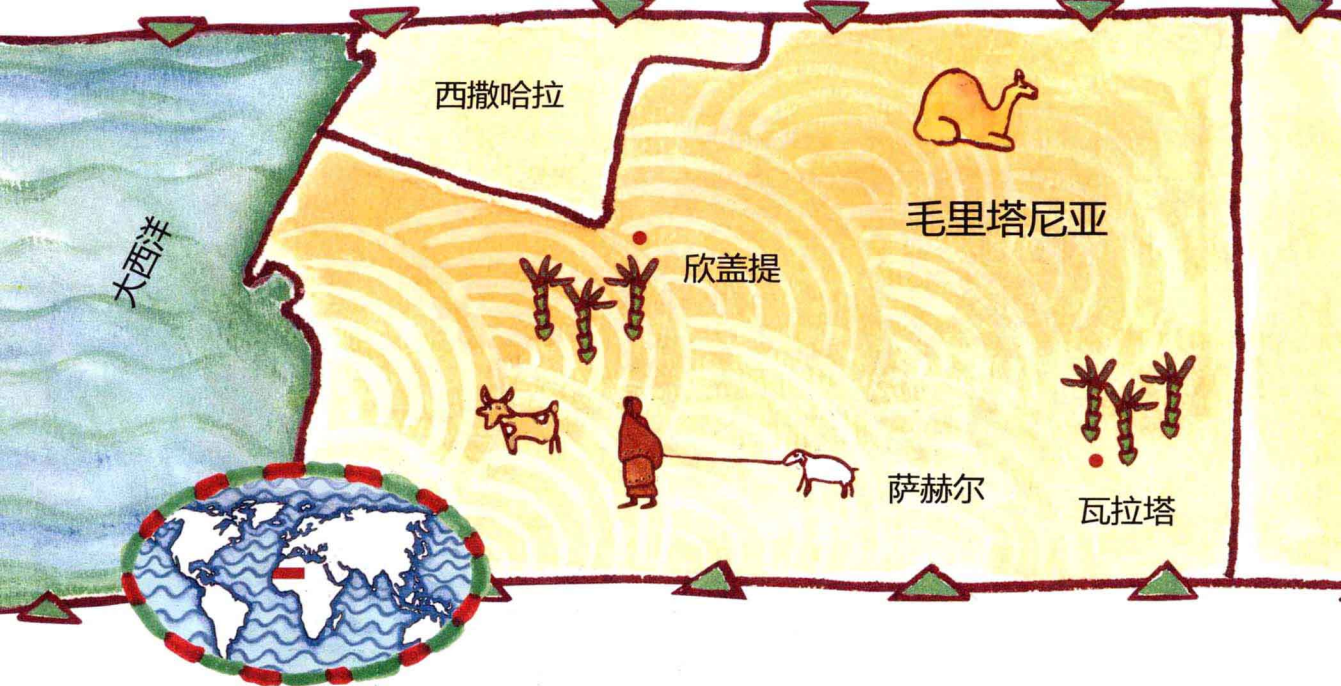 西撒哈拉
大西洋
毛里塔尼亚
欣盖提
萨赫尔
瓦拉塔